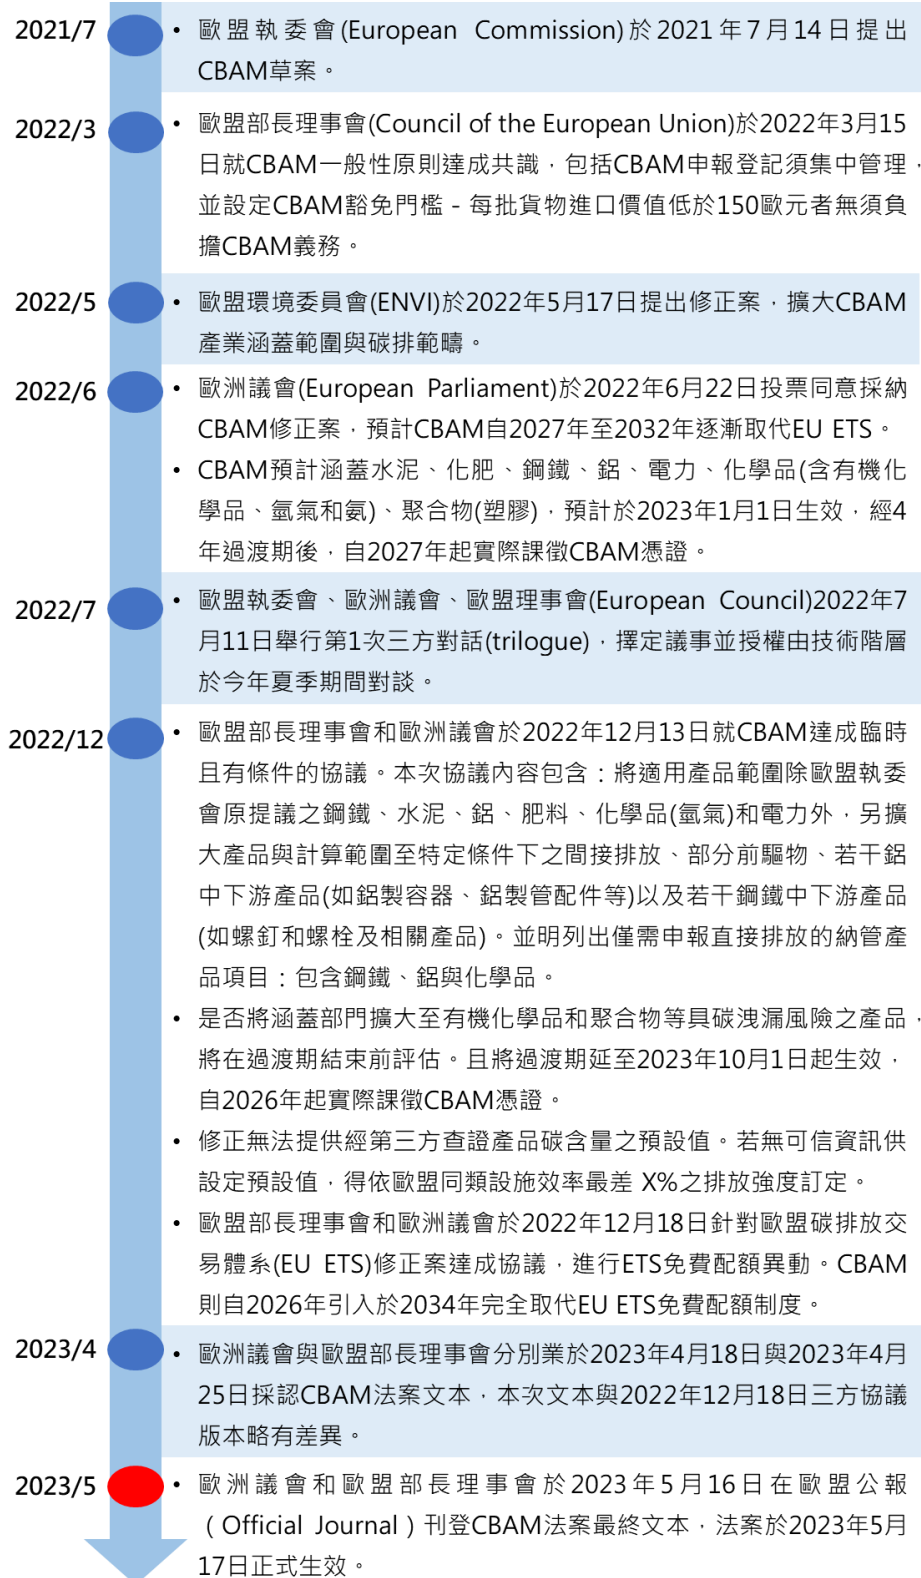 2021/7
• 歐盟執委會(European Commission)於2021年7月14日提出
CBAM草案。
2022/3
• 歐盟部長理事會(Council of the European Union)於2022年3月15
日就CBAM一般性原則達成共識，包括CBAM申報登記須集中管理，
並設定CBAM豁免門檻－每批貨物進口價值低於150歐元者無須負
擔CBAM義務。
2022/5
• 歐盟環境委員會(ENVI)於2022年5月17日提出修正案，擴大CBAM
產業涵蓋範圍與碳排範疇。
2022/6
• 歐洲議會(European Parliament)於2022年6月22日投票同意採納
CBAM修正案，預計CBAM自2027年至2032年逐漸取代EU ETS。
• CBAM預計涵蓋水泥、化肥、鋼鐵、鋁、電力、化學品(含有機化
學品、氫氣和氨)、聚合物(塑膠)，預計於2023年1月1日生效，經4
年過渡期後，自2027年起實際課徵CBAM憑證。
2022/7
• 歐盟執委會、歐洲議會、歐盟理事會(European Council)2022年7
月11日舉行第1次三方對話(trilogue)，擇定議事並授權由技術階層
於今年夏季期間對談。
2022/12
• 歐盟部長理事會和歐洲議會於2022年12月13日就CBAM達成臨時
且有條件的協議。本次協議內容包含：將適用產品範圍除歐盟執委
會原提議之鋼鐵、水泥、鋁、肥料、化學品(氫氣)和電力外，另擴
大產品與計算範圍至特定條件下之間接排放、部分前驅物、若干鋁
中下游產品(如鋁製容器、鋁製管配件等)以及若干鋼鐵中下游產品
(如螺釘和螺栓及相關產品)。並明列出僅需申報直接排放的納管產
品項目：包含鋼鐵、鋁與化學品。
• 是否將涵蓋部門擴大至有機化學品和聚合物等具碳洩漏風險之產品，
將在過渡期結束前評估。且將過渡期延至2023年10月1日起生效，
自2026年起實際課徵CBAM憑證。
• 修正無法提供經第三方查證產品碳含量之預設值。若無可信資訊供
設定預設值，得依歐盟同類設施效率最差 X%之排放強度訂定。
• 歐盟部長理事會和歐洲議會於2022年12月18日針對歐盟碳排放交
易體系(EU ETS)修正案達成協議，進行ETS免費配額異動。CBAM
則自2026年引入於2034年完全取代EU ETS免費配額制度。
2023/4
• 歐洲議會與歐盟部長理事會分別業於2023年4月18日與2023年4月
25日採認CBAM法案文本，本次文本與2022年12月18日三方協議
版本略有差異。
2023/5
• 歐洲議會和歐盟部長理事會於2023年5月16日在歐盟公報
（Official Journal）刊登CBAM法案最終文本，法案於2023年5月
17日正式生效。